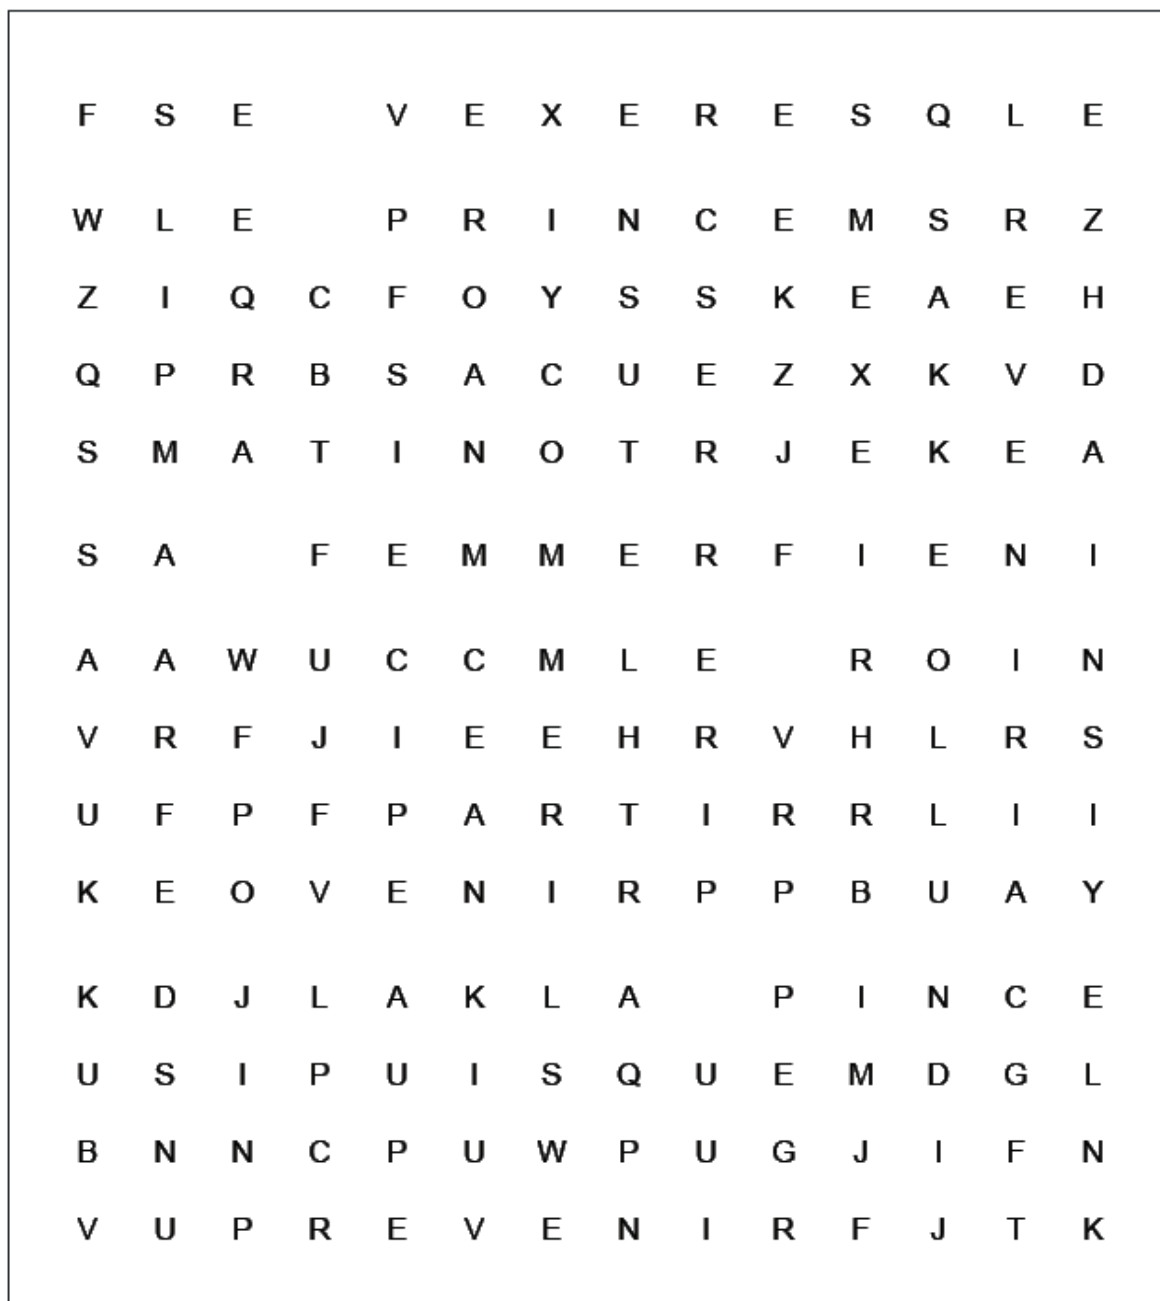 F S E   V E X E R E S Q L E
W L E   P R I N C E M S R Z
Z I Q C F O Y S S K E A E H
Q P R B S A C U E Z X K V D
S M A T I N O T R J E K E A
S A   F E M M E R F I E N I
A A W U C C M L E   R O I N
V R F J I E E H R V H L R S
U F P F P A R T I R R L I I
K E O V E N I R P P B U A Y
K D J L A K L A   P I N C E
U S I P U I S Q U E M D G L
B N N C P U W P U G J I F N
V U P R E V E N I R F J T K